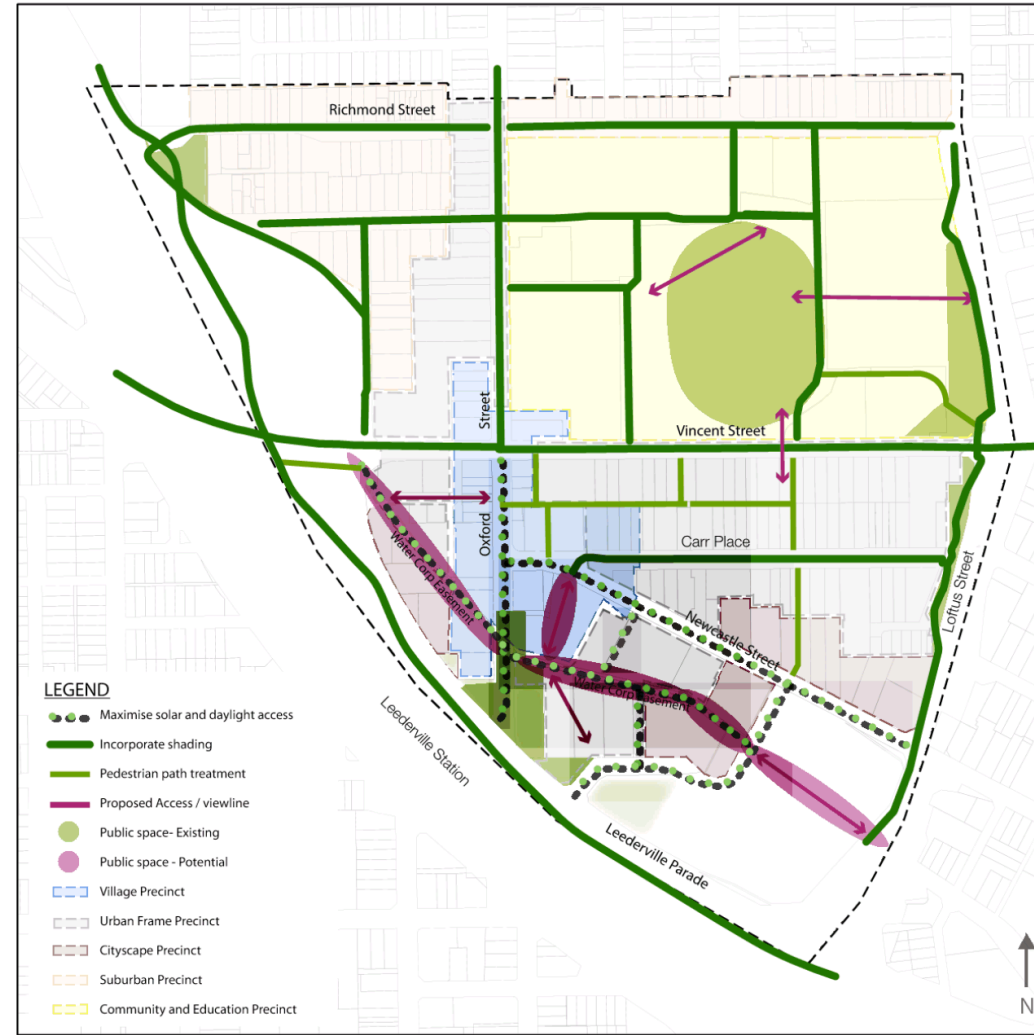 Richmond Street
Street
Vincent Street
Oxford
Carr Place
Water Corp Easement
Newcastle Street
Loftus Street
Water Corp Easement
Leederville Station
Leederville Parade
LEGEND
Maximise solar and daylight access
Incorporate shading
Pedestrian path treatment
Proposed Access / viewline
Public space- Existing
Public space - Potential
Village Precinct
Urban Frame Precinct
Cityscape Precinct
Suburban Precinct
Community and Education Precinct
N